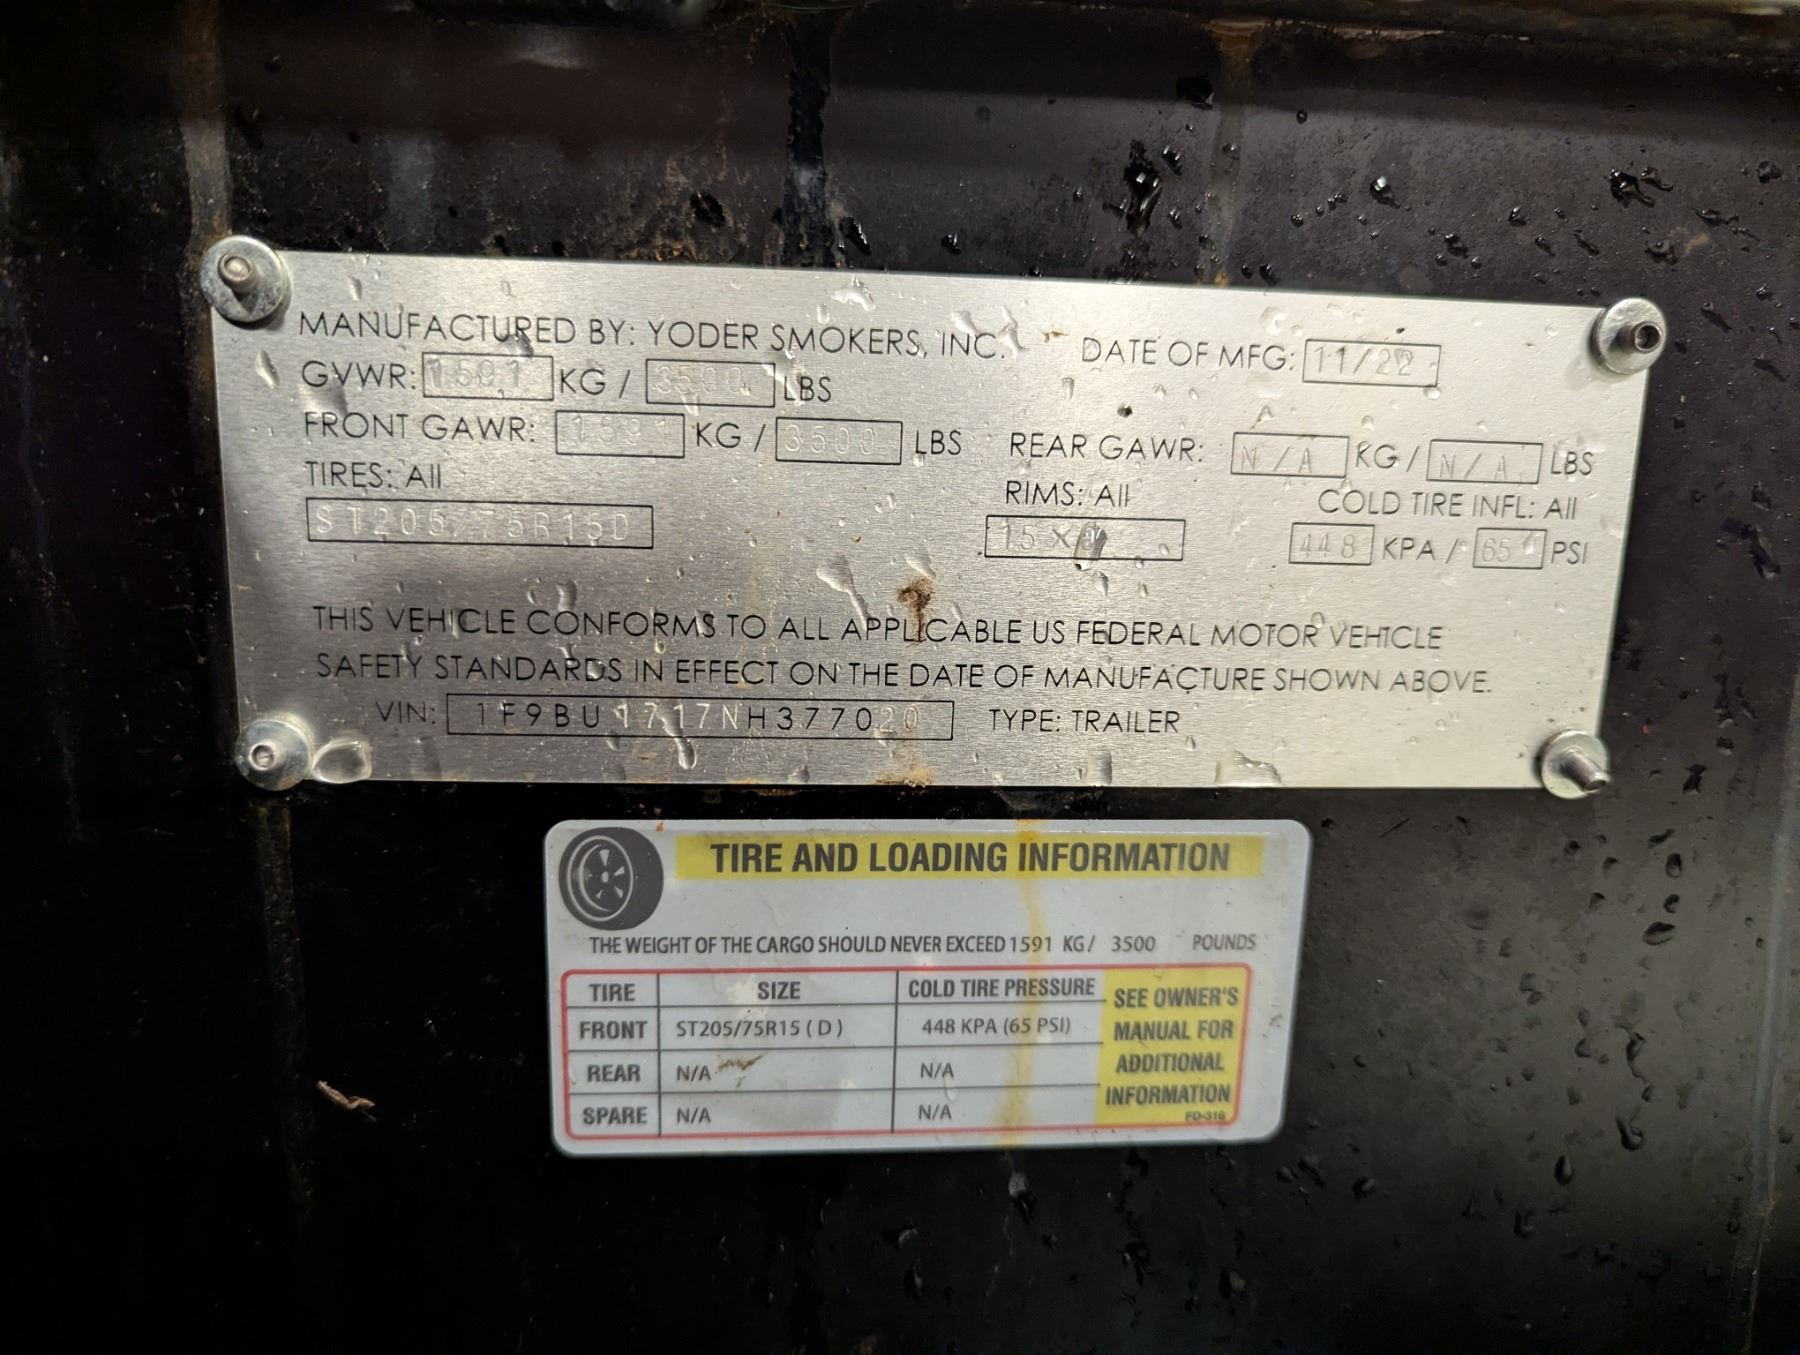 MANUFACTURED BY: YODER SMOKERS, INC. DATE OF MFG: 11/22
GVWR: 1591 KG / 3500 LBS
FRONT GAWR: 1591 KG / 3500 LBS REAR GAWR: N/A KG / N/A LBS
TIRES: All RIMS: All COLD TIRE INFL: All
ST205/75R15D 15X 448 KPA / 65 PSI
THIS VEHICLE CONFORMS TO ALL APPLICABLE US FEDERAL MOTOR VEHICLE
SAFETY STANDARDS IN EFFECT ON THE DATE OF MANUFACTURE SHOWN ABOVE.
VIN: 1F9BU1717NH377020 TYPE: TRAILER
TIRE AND LOADING INFORMATION
THE WEIGHT OF THE CARGO SHOULD NEVER EXCEED 1591 KG/ 3500 POUNDS
TIRE SIZE COLD TIRE PRESSURE
FRONT ST205/75R15 ( D ) 448 KPA (65 PSI)
REAR N/A N/A
SPARE N/A N/A
SEE OWNER'S
MANUAL FOR
ADDITIONAL
INFORMATION
FD-316